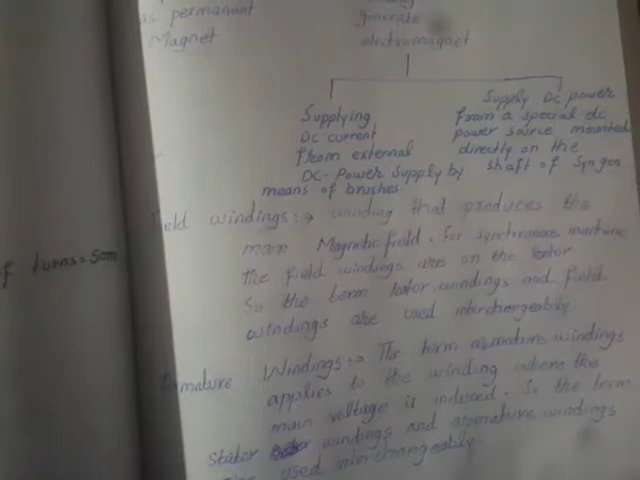 as permanant
Magnet
generate
electromagnet
Supplying
DC current
From external
DC-Power Supply by
means of brushes
Supply DC power
From a special dc
power source mounted
directly on the
shaft of Syn gen
Field windings :→ winding that produces the
main Magnetic field. For synchronous machine
The field windings are on the rotor
So the term rotor windings and field
windings are used interchangeably
f turns = 500
Armature Windings :→ The term armature windings
applies to the winding where the
main voltage is induced. So the term
stator windings and armature windings
used interchangeably